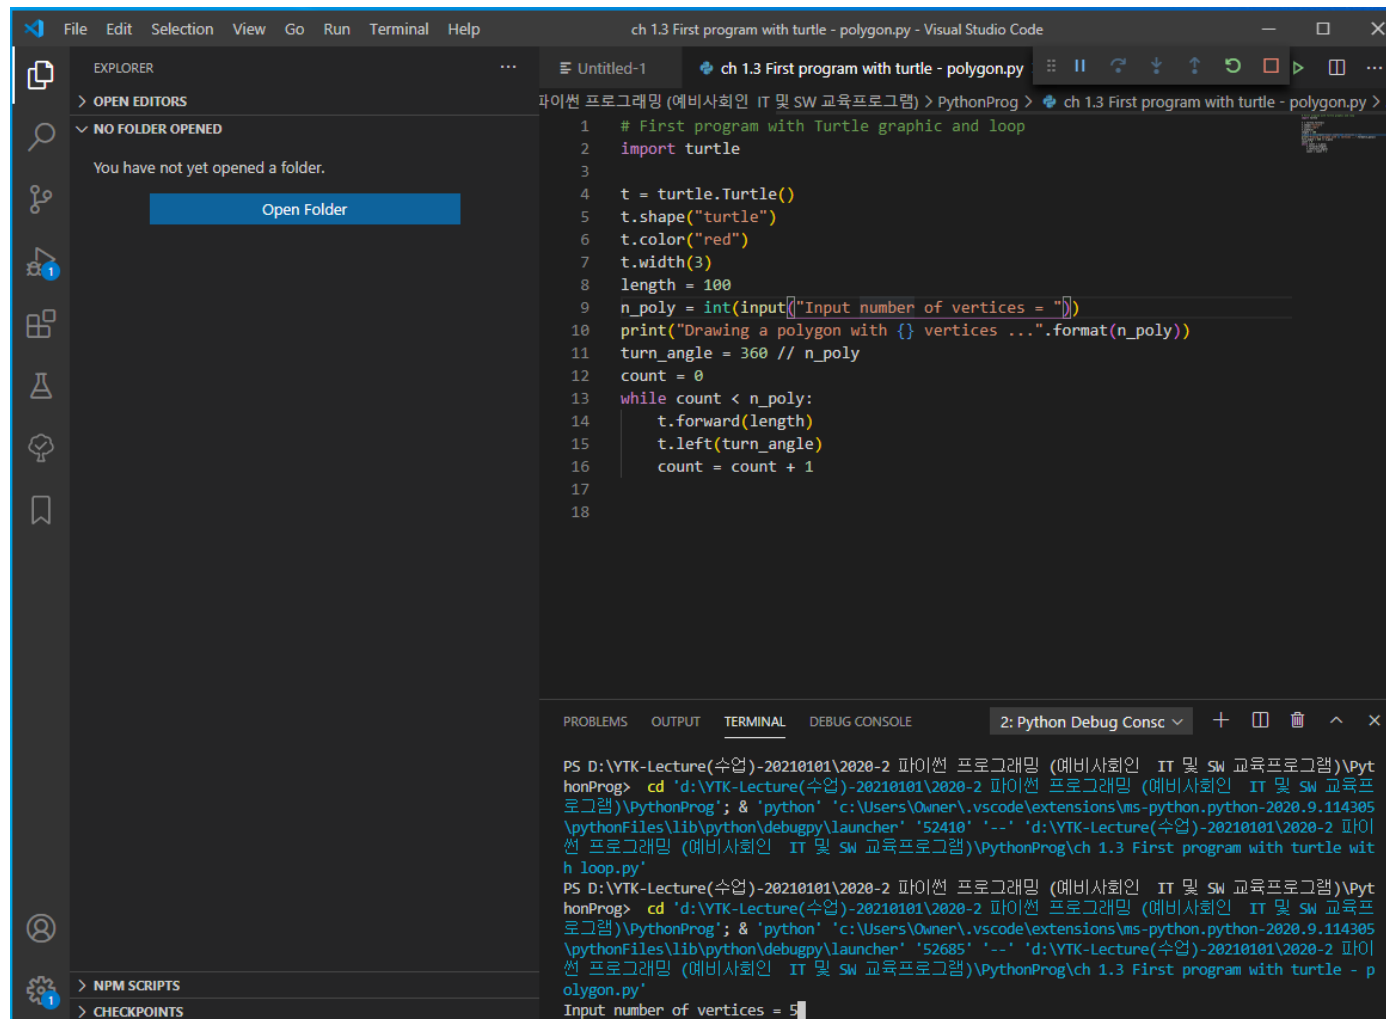 File Edit Selection View Go Run Terminal Help ch 1.3 First program with turtle - polygon.py - Visual Studio Code
EXPLORER
OPEN EDITORS
NO FOLDER OPENED
You have not yet opened a folder.
Open Folder
1
1
NPM SCRIPTS
CHECKPOINTS
Untitled-1 ch 1.3 First program with turtle - polygon.py
파이썬 프로그래밍 (예비사회인 IT 및 SW 교육프로그램) > PythonProg > ch 1.3 First program with turtle - polygon.py >
1 # First program with Turtle graphic and loop
2 import turtle
3
4 t = turtle.Turtle()
5 t.shape("turtle")
6 t.color("red")
7 t.width(3)
8 length = 100
9 n_poly = int(input("Input number of vertices = "))
10 print("Drawing a polygon with {} vertices ...".format(n_poly))
11 turn_angle = 360 // n_poly
12 count = 0
13 while count < n_poly:
14 t.forward(length)
15 t.left(turn_angle)
16 count = count + 1
17
18
PROBLEMS OUTPUT TERMINAL DEBUG CONSOLE 2: Python Debug Consc
PS D:\YTK-Lecture(수업)-20210101\2020-2 파이썬 프로그래밍 (예비사회인 IT 및 SW 교육프로그램)\Pyt
honProg> cd 'd:\YTK-Lecture(수업)-20210101\2020-2 파이썬 프로그래밍 (예비사회인 IT 및 SW 교육프
로그램)\PythonProg'; & 'python' 'c:\Users\Owner\.vscode\extensions\ms-python.python-2020.9.114305
\pythonFiles\lib\python\debugpy\launcher' '52410' '--' 'd:\YTK-Lecture(수업)-20210101\2020-2 파이
썬 프로그래밍 (예비사회인 IT 및 SW 교육프로그램)\PythonProg\ch 1.3 First program with turtle wit
h loop.py'
PS D:\YTK-Lecture(수업)-20210101\2020-2 파이썬 프로그래밍 (예비사회인 IT 및 SW 교육프로그램)\Pyt
honProg> cd 'd:\YTK-Lecture(수업)-20210101\2020-2 파이썬 프로그래밍 (예비사회인 IT 및 SW 교육프
로그램)\PythonProg'; & 'python' 'c:\Users\Owner\.vscode\extensions\ms-python.python-2020.9.114305
\pythonFiles\lib\python\debugpy\launcher' '52685' '--' 'd:\YTK-Lecture(수업)-20210101\2020-2 파이
썬 프로그래밍 (예비사회인 IT 및 SW 교육프로그램)\PythonProg\ch 1.3 First program with turtle - p
olygon.py'
Input number of vertices = 5